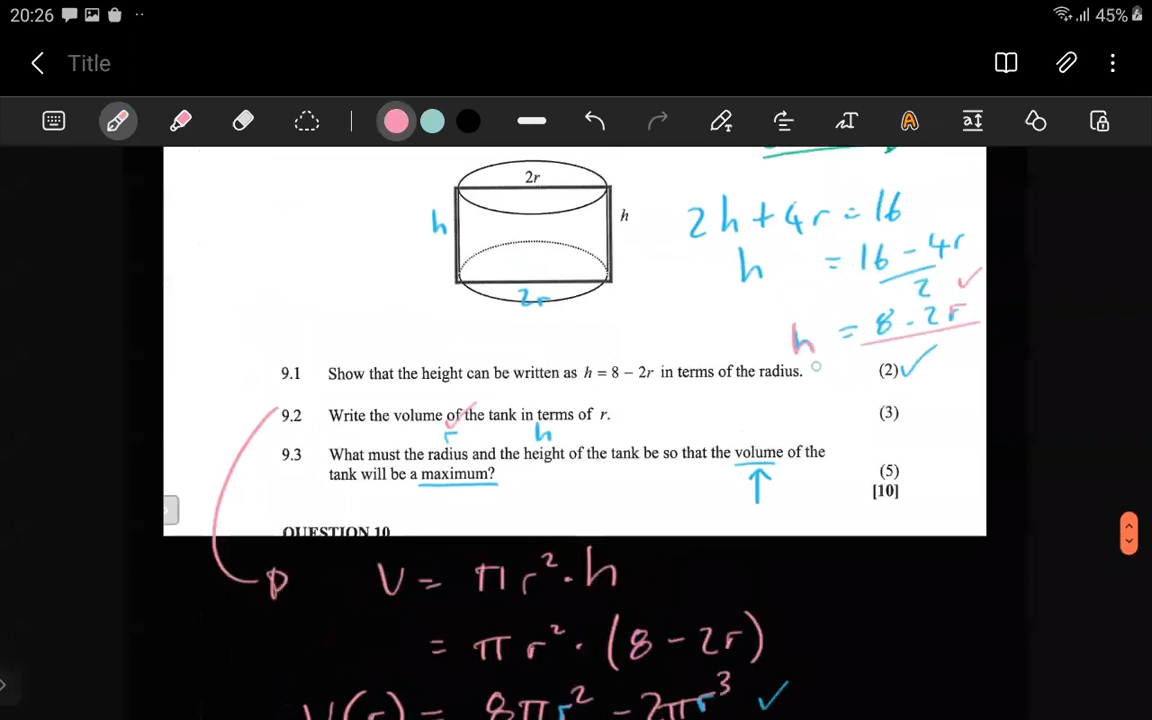 20:26
45%
Title
2r
h
h
2r
2h + 4r = 16
h = 16 - 4r
2
h = 8 - 2r
9.1 Show that the height can be written as h = 8 – 2r in terms of the radius. (2)
9.2 Write the volume of the tank in terms of r. (3)
r h
9.3 What must the radius and the height of the tank be so that the volume of the
tank will be a maximum? (5)
[10]
QUESTION 10
V = πr². h
= πr² . (8 - 2r)
V(r) = 8πr² - 2πr³